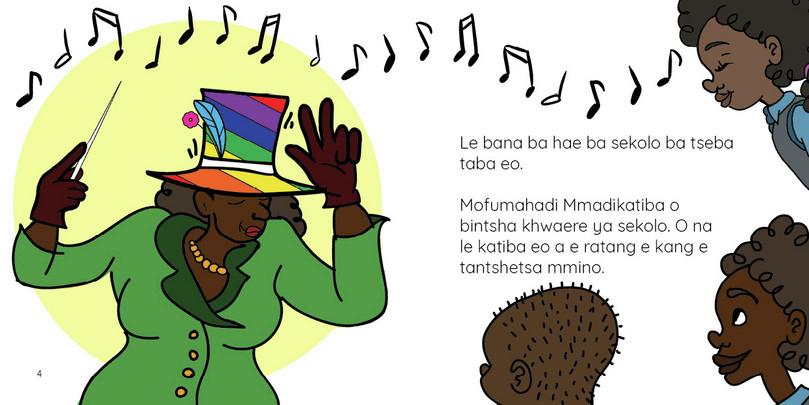 Le bana ba hae ba sekolo ba tseba
taba eo.
Mofumahadi Mmadikatiba o
bintsha khwaere ya sekolo. O na
le katiba eo a e ratang e kang e
tantshetsa mmino.
4